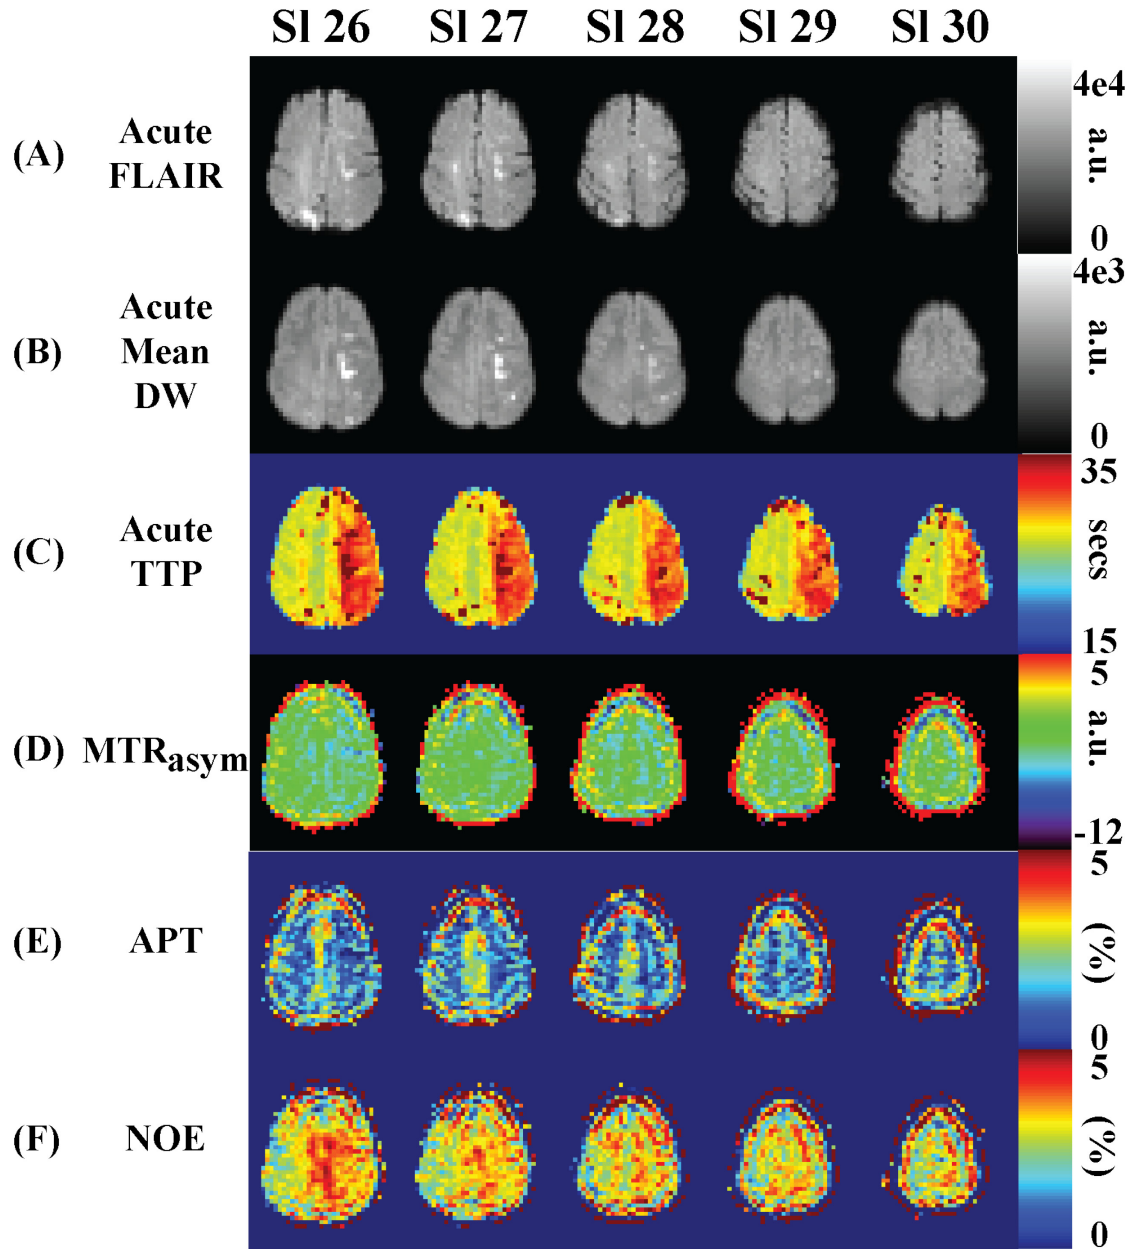 Sl 26 Sl 27 Sl 28 Sl 29 Sl 30
(A) Acute FLAIR
4e4
a.u.
0
(B) Acute Mean DW
4e3
a.u.
0
(C) Acute TTP
35
secs
15
(D) MTRasym
5
a.u.
-12
(E) APT
5
(%)
0
(F) NOE
5
(%)
0